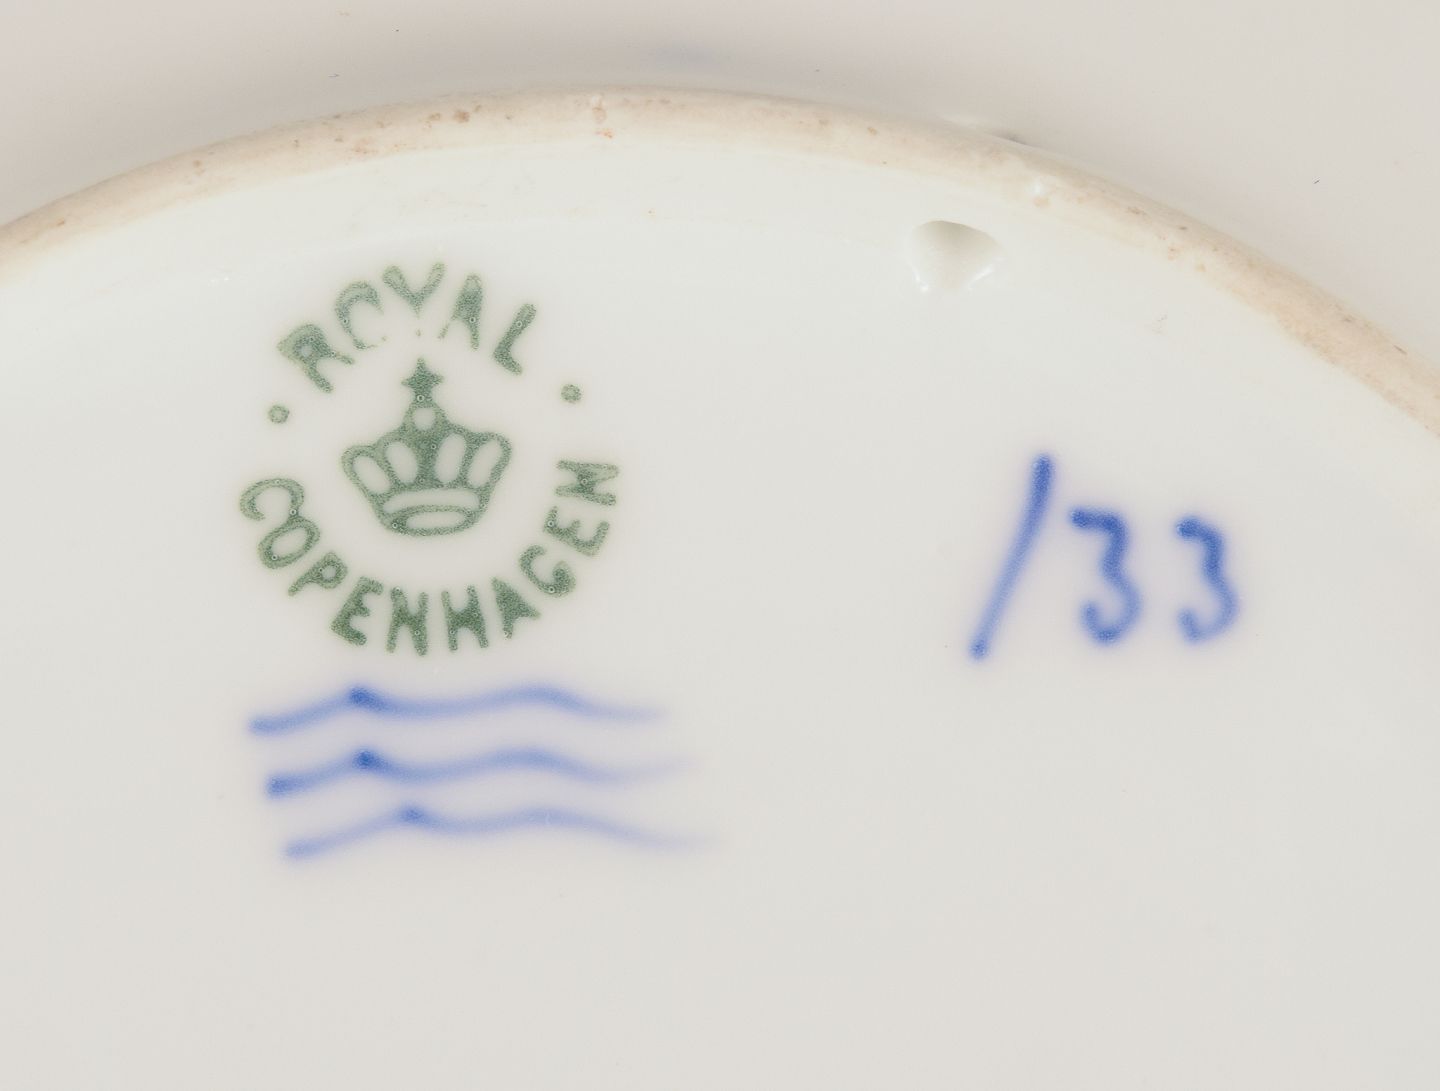 · ROYAL ·
COPENHAGEN
/33